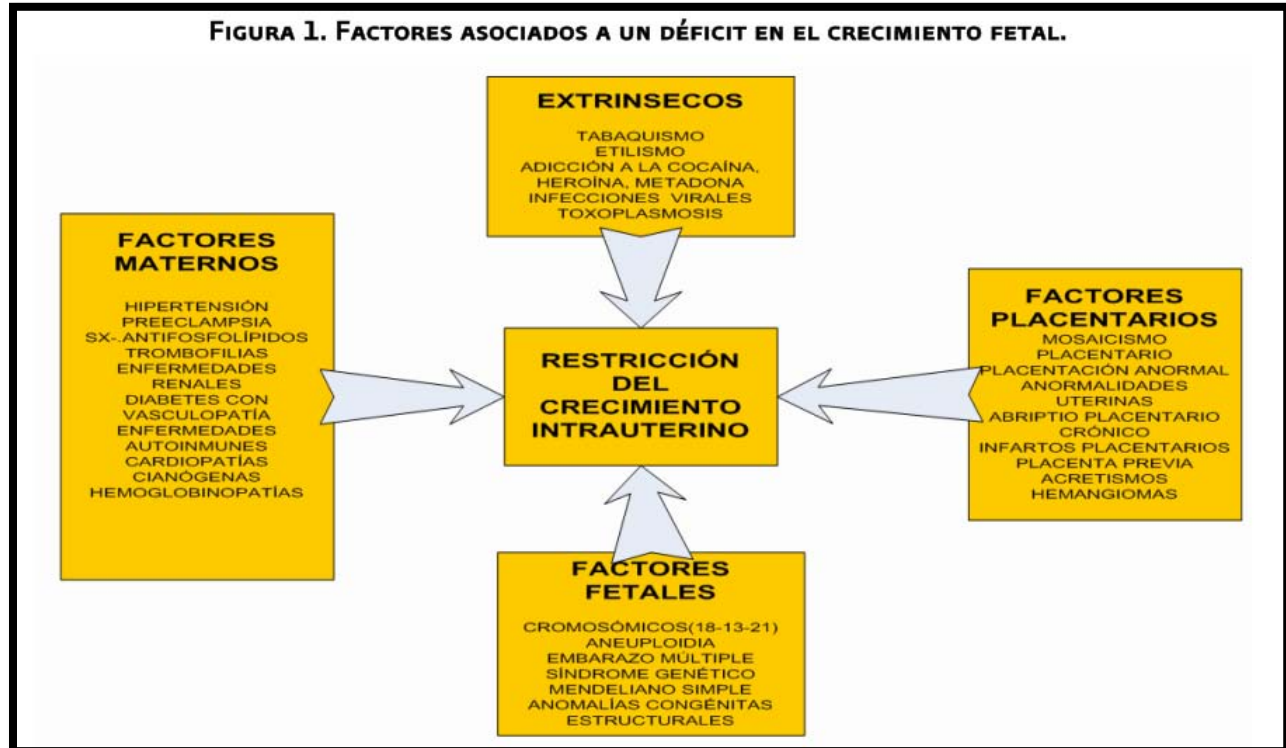 FIGURA 1. FACTORES ASOCIADOS A UN DÉFICIT EN EL CRECIMIENTO FETAL.
EXTRINSECOS
TABAQUISMO
ETILISMO
ADICCIÓN A LA COCAÍNA,
HEROÍNA, METADONA
INFECCIONES VIRALES
TOXOPLASMOSIS
FACTORES
MATERNOS
HIPERTENSIÓN
PREECLAMPSIA
SX-.ANTIFOSFOLÍPIDOS
TROMBOFILIAS
ENFERMEDADES
RENALES
DIABETES CON
VASCULOPATÍA
ENFERMEDADES
AUTOINMUNES
CARDIOPATÍAS
CIANÓGENAS
HEMOGLOBINOPATÍAS
RESTRICCIÓN
DEL
CRECIMIENTO
INTRAUTERINO
FACTORES
PLACENTARIOS
MOSAICISMO
PLACENTARIO
PLACENTACIÓN ANORMAL
ANORMALIDADES
UTERINAS
ABRIPTIO PLACENTARIO
CRÓNICO
INFARTOS PLACENTARIOS
PLACENTA PREVIA
ACRETISMOS
HEMANGIOMAS
FACTORES
FETALES
CROMOSÓMICOS(18-13-21)
ANEUPLOIDIA
EMBARAZO MÚLTIPLE
SÍNDROME GENÉTICO
MENDELIANO SIMPLE
ANOMALÍAS CONGÉNITAS
ESTRUCTURALES